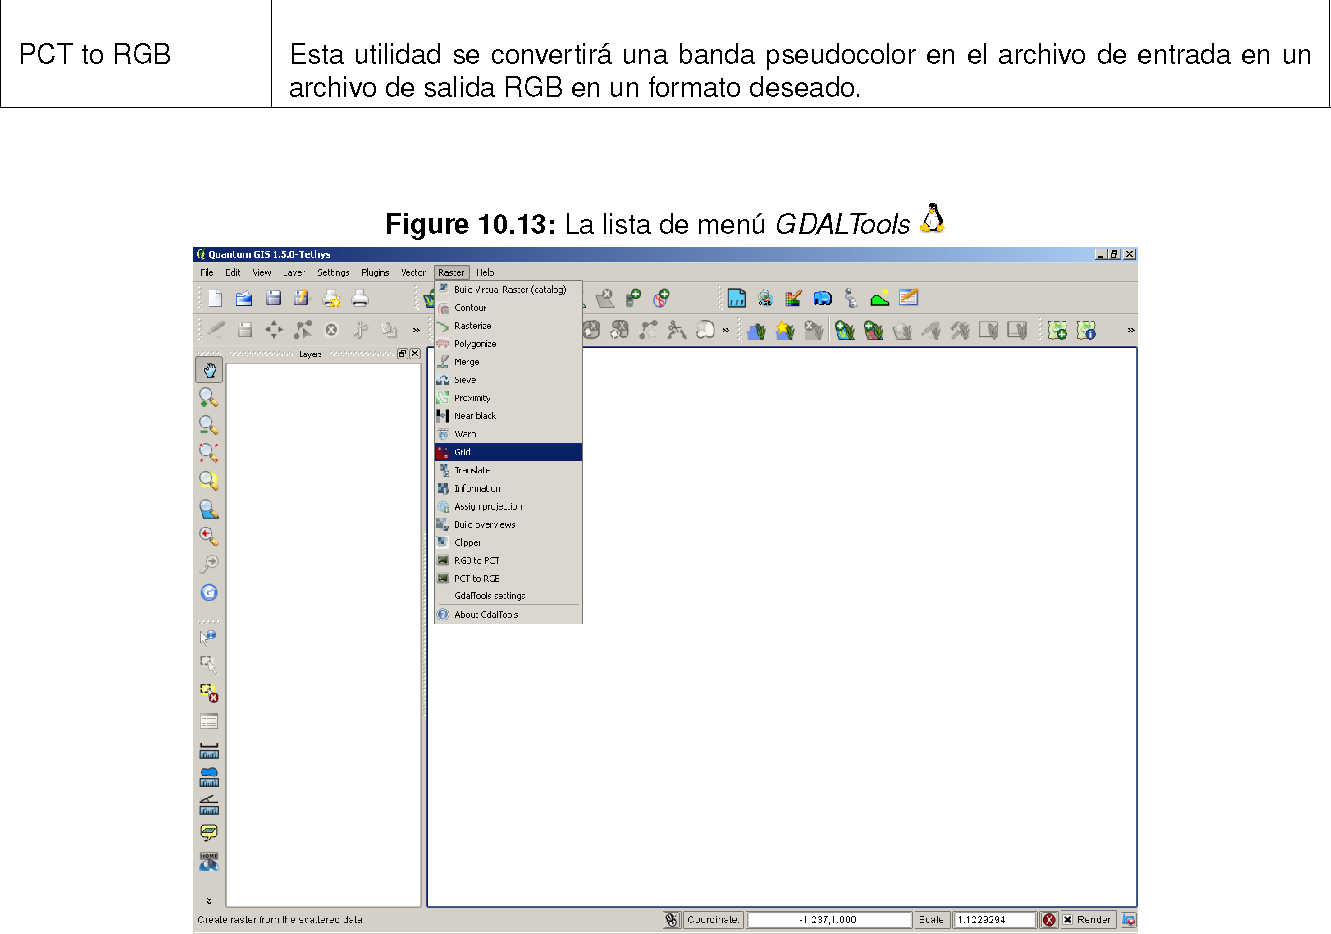 PCT to RGB
Esta utilidad se convertirá una banda pseudocolor en el archivo de entrada en un
archivo de salida RGB en un formato deseado.
Figure 10.13: La lista de menú GDALTools
Quantum GIS 1.5.0-Tethys
File Edit View Layer Settings Plugins Vector Raster Help
Build Virtual Raster (catalog)
Contour
Rasterize
Polygonize
Merge
Sieve
Proximity
Near black
Warp
Grid
Translate
Information
Assign projection
Build overviews
Clipper
RGB to PCT
PCT to RGB
GdalTools settings
About GdalTools
Layers
HOME
Create raster from the scattered data
Coordinate: -1.237,1.000 Scale 1:1229294 Render